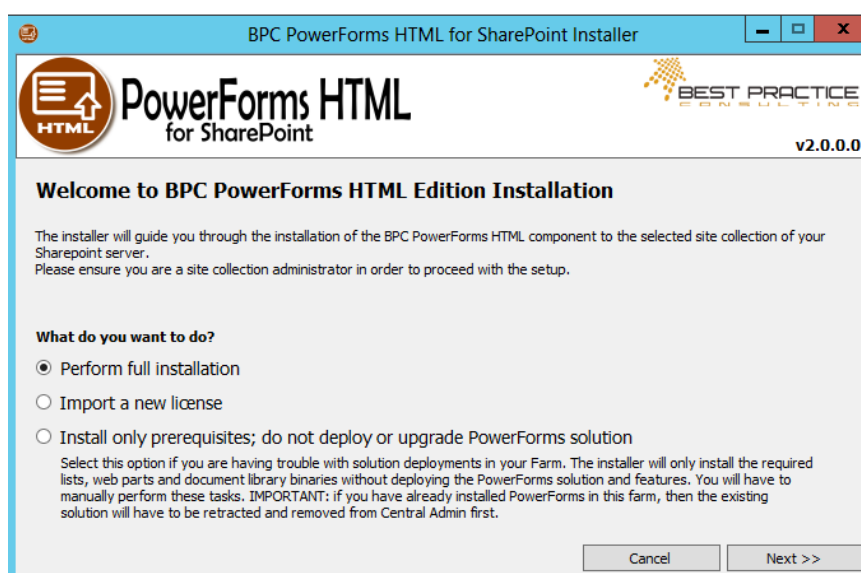 BPC PowerForms HTML for SharePoint Installer
HTML
PowerForms HTML
for SharePoint
BEST PRACTICE
CONSULTING
v2.0.0.0
Welcome to BPC PowerForms HTML Edition Installation
The installer will guide you through the installation of the BPC PowerForms HTML component to the selected site collection of your
Sharepoint server.
Please ensure you are a site collection administrator in order to proceed with the setup.
What do you want to do?
Perform full installation
Import a new license
Install only prerequisites; do not deploy or upgrade PowerForms solution
Select this option if you are having trouble with solution deployments in your Farm. The installer will only install the required
lists, web parts and document library binaries without deploying the PowerForms solution and features. You will have to
manually perform these tasks. IMPORTANT: if you have already installed PowerForms in this farm, then the existing
solution will have to be retracted and removed from Central Admin first.
Cancel
Next >>